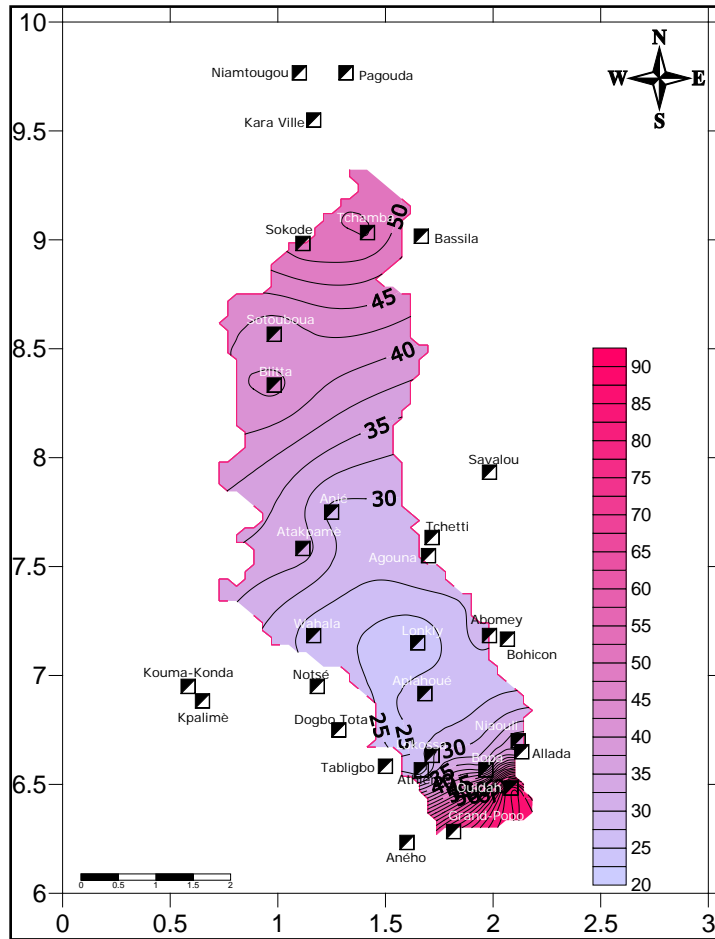 10
N
Niamtougou
Pagouda
W
E
S
9.5
Kara Ville
50
Tchamba
Sokode
Bassila
9
45
Sotouboua
8.5
40
Blitta
90
35
85
80
8
Savalou
75
30
Anié
70
Tchetti
Atakpamè
65
7.5
Agouna
60
Wahala
Lonkly
Abomey
55
Bohicon
7
Kouma-Konda
Notsé
50
Kpalimè
Aplahoué
45
Dogbo Tota
25
25
30
Niaouli
40
Allada
Tabligbo
Bopa
35
6.5
Ouidah
30
Grand-Popo
Aného
25
6
0
0.5
1
1.5
2
20
0
0.5
1
1.5
2
2.5
3